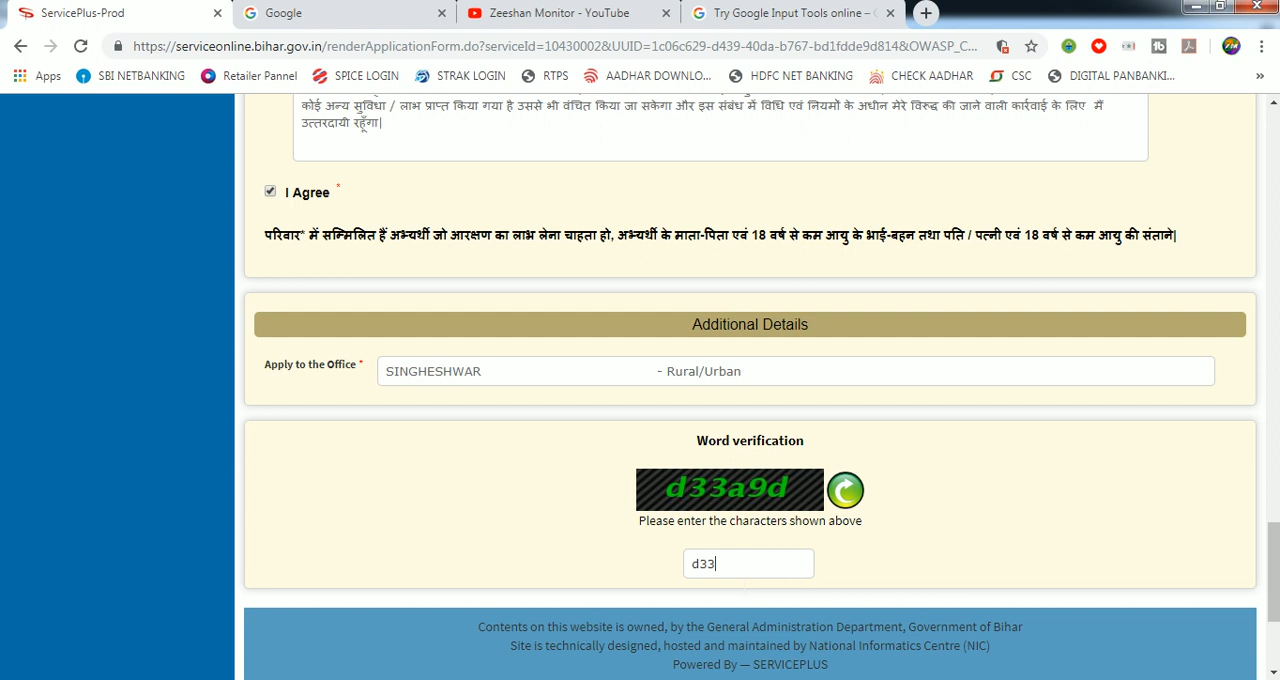 ServicePlus-Prod
Google
Zeeshan Monitor - YouTube
Try Google Input Tools online –
https://serviceonline.bihar.gov.in/renderApplicationForm.do?serviceId=10430002&UUID=1c06c629-d439-40da-b767-bd1fdde9d814&OWASP_C...
Apps SBI NETBANKING Retailer Pannel SPICE LOGIN STPAK LOGIN RTPS AADHAR DOWNLO... HDFC NET BANKING CHECK AADHAR CSC DIGITAL PANBANKI... »
कोई अन्य सुविधा / लाभ प्राप्त किया गया है उससे भी वंचित किया जा सकेगा और इस संबंध में विधि एवं नियमों के अधीन मेरे विरुद्ध की जाने वाली कार्रवाई के लिए मैं
उत्तरदायी रहूँगा|
I Agree *
परिवार* में सम्मिलित हैं अभ्यर्थी जो आरक्षण का लाभ लेना चाहता हो, अभ्यर्थी के माता-पिता एवं 18 वर्ष से कम आयु के भाई-बहन तथा पति / पत्नी एवं 18 वर्ष से कम आयु की संताने|
Additional Details
Apply to the Office * SINGHESHWAR - Rural/Urban
Word verification
d33a9d
Please enter the characters shown above
d33
Contents on this website is owned, by the General Administration Department, Government of Bihar
Site is technically designed, hosted and maintained by National Informatics Centre (NIC)
Powered By — SERVICEPLUS